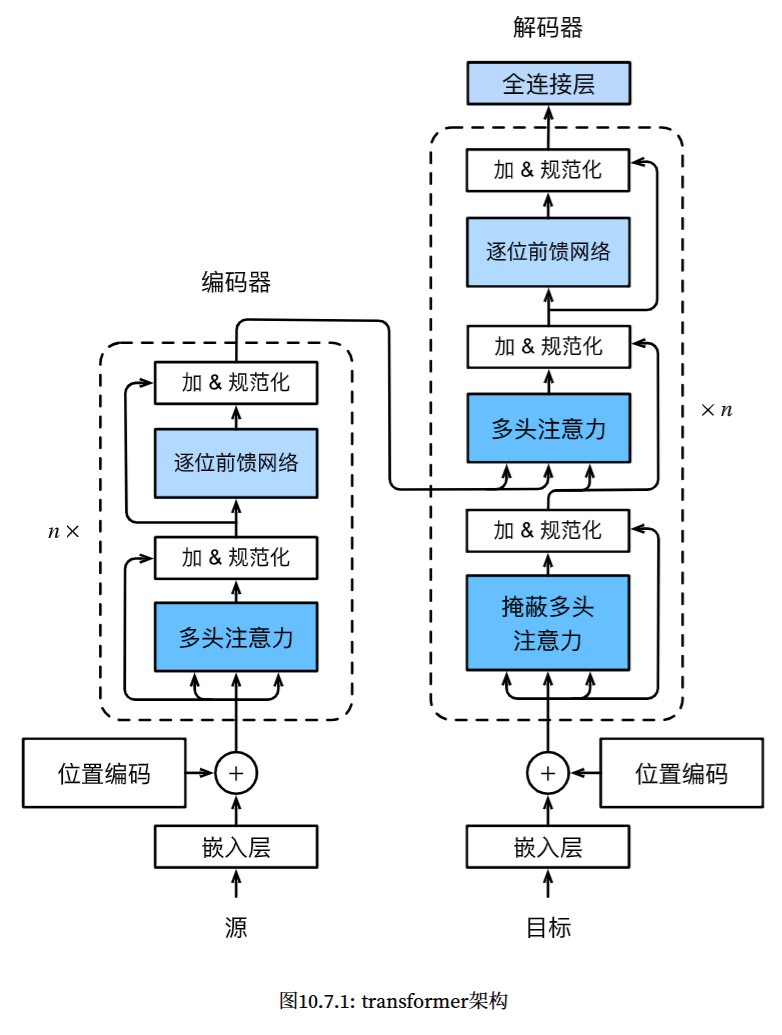 解码器
全连接层
加 & 规范化
逐位前馈网络
加 & 规范化
多头注意力
加 & 规范化
掩蔽多头
注意力
× n
位置编码
嵌入层
目标
编码器
加 & 规范化
逐位前馈网络
加 & 规范化
多头注意力
n ×
位置编码
嵌入层
源
+
+
图10.7.1: transformer架构